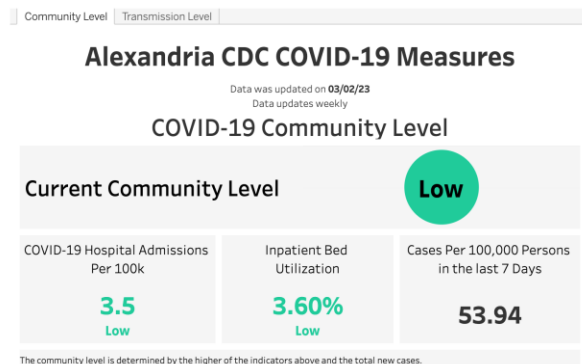 Community Level Transmission Level
Alexandria CDC COVID-19 Measures
Data was updated on 03/02/23
Data updates weekly
COVID-19 Community Level
Current Community Level Low
COVID-19 Hospital Admissions Per 100k
3.5
Low
Inpatient Bed Utilization
3.60%
Low
Cases Per 100,000 Persons in the last 7 Days
53.94
The community level is determined by the higher of the indicators above and the total new cases.